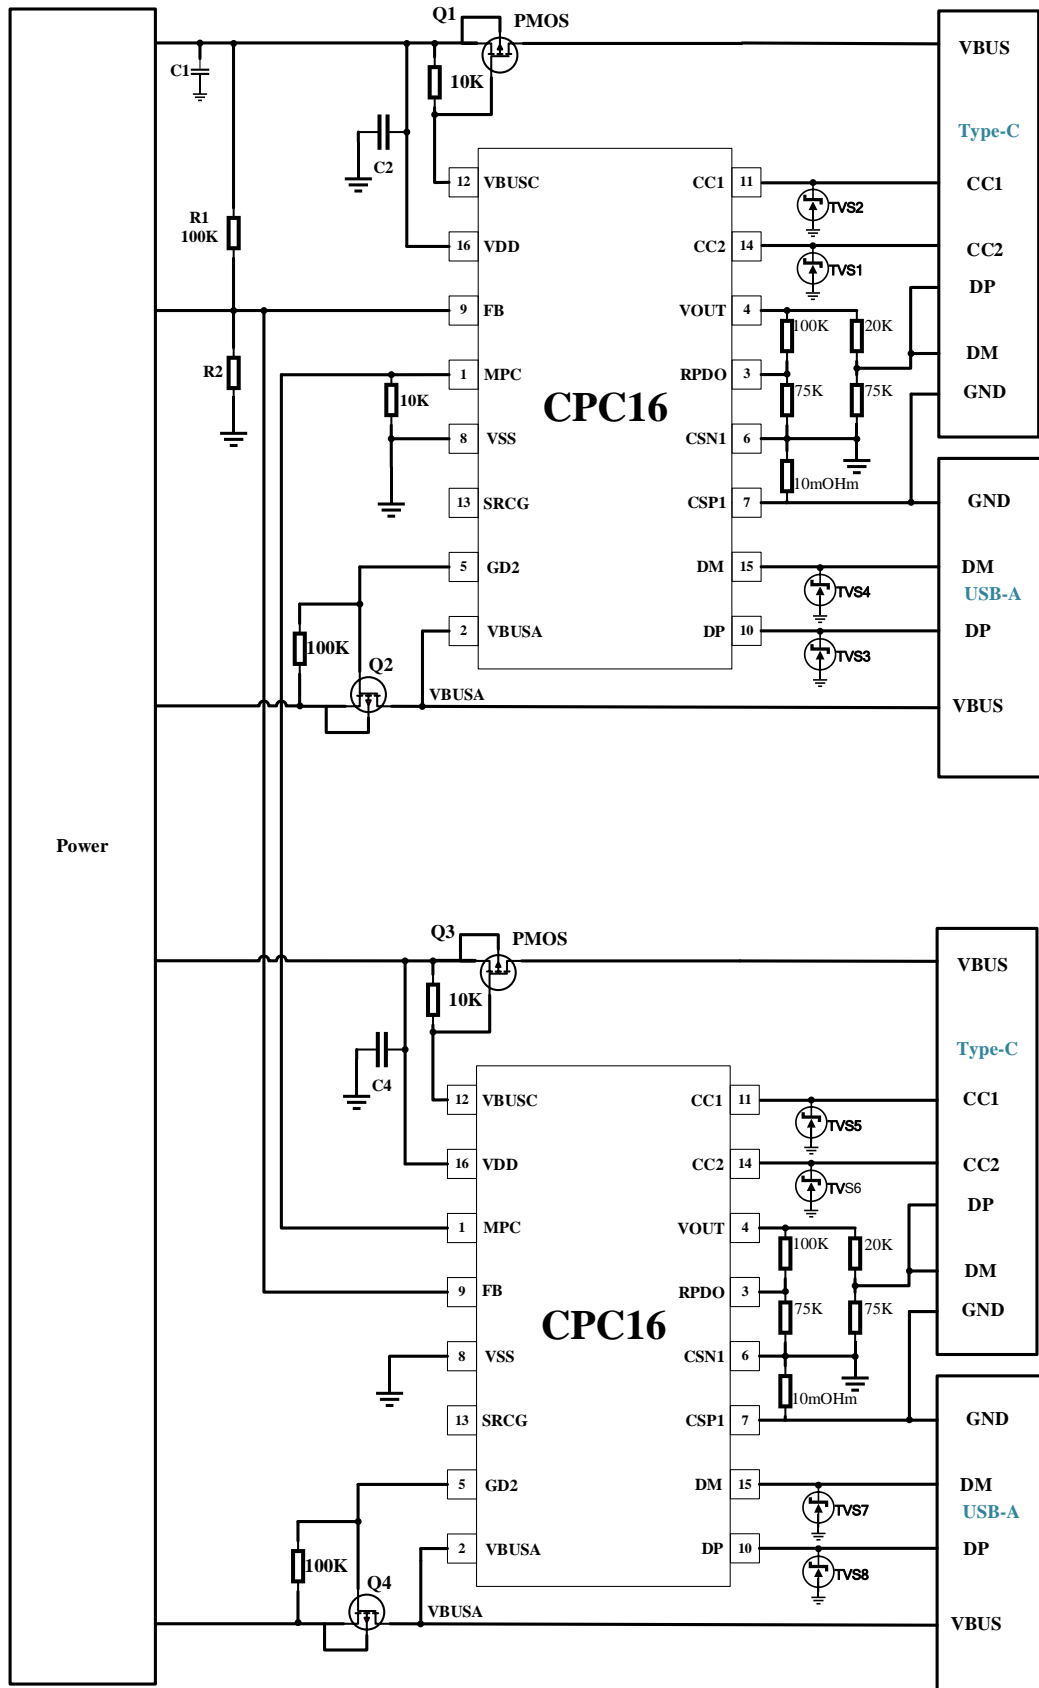 Q1
PMOS
VBUS
C1
10K
Type-C
C2
12
VBUSC
CC1
11
CC1
TVS2
R1
100K
16
VDD
CC2
14
CC2
TVS1
DP
9
FB
VOUT
4
100K
20K
DM
R2
1
MPC
RPDO
3
GND
10K
CPC16
75K
75K
8
VSS
CSN1
6
10mOHm
13
SRCG
CSP1
7
GND
5
GD2
DM
15
DM
TVS4
USB-A
2
VBUSA
DP
10
DP
100K
TVS3
Q2
VBUSA
VBUS
Power
Q3
PMOS
VBUS
10K
Type-C
C4
12
VBUSC
CC1
11
CC1
TVS5
16
VDD
CC2
14
CC2
TVS6
DP
1
MPC
VOUT
4
100K
20K
DM
9
FB
RPDO
3
GND
CPC16
75K
75K
8
VSS
CSN1
6
10mOHm
13
SRCG
CSP1
7
GND
5
GD2
DM
15
DM
TVS7
USB-A
2
VBUSA
DP
10
DP
100K
TVS8
Q4
VBUSA
VBUS